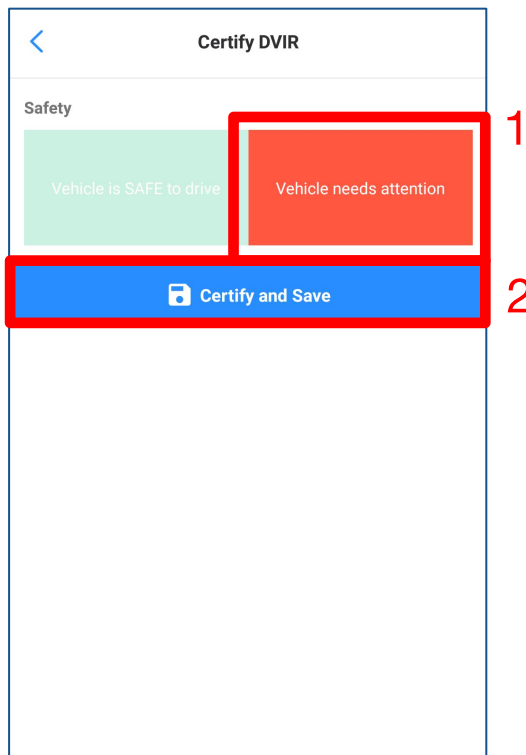 Certify DVIR
Safety
1
Vehicle is SAFE to drive
Vehicle needs attention
Certify and Save
2